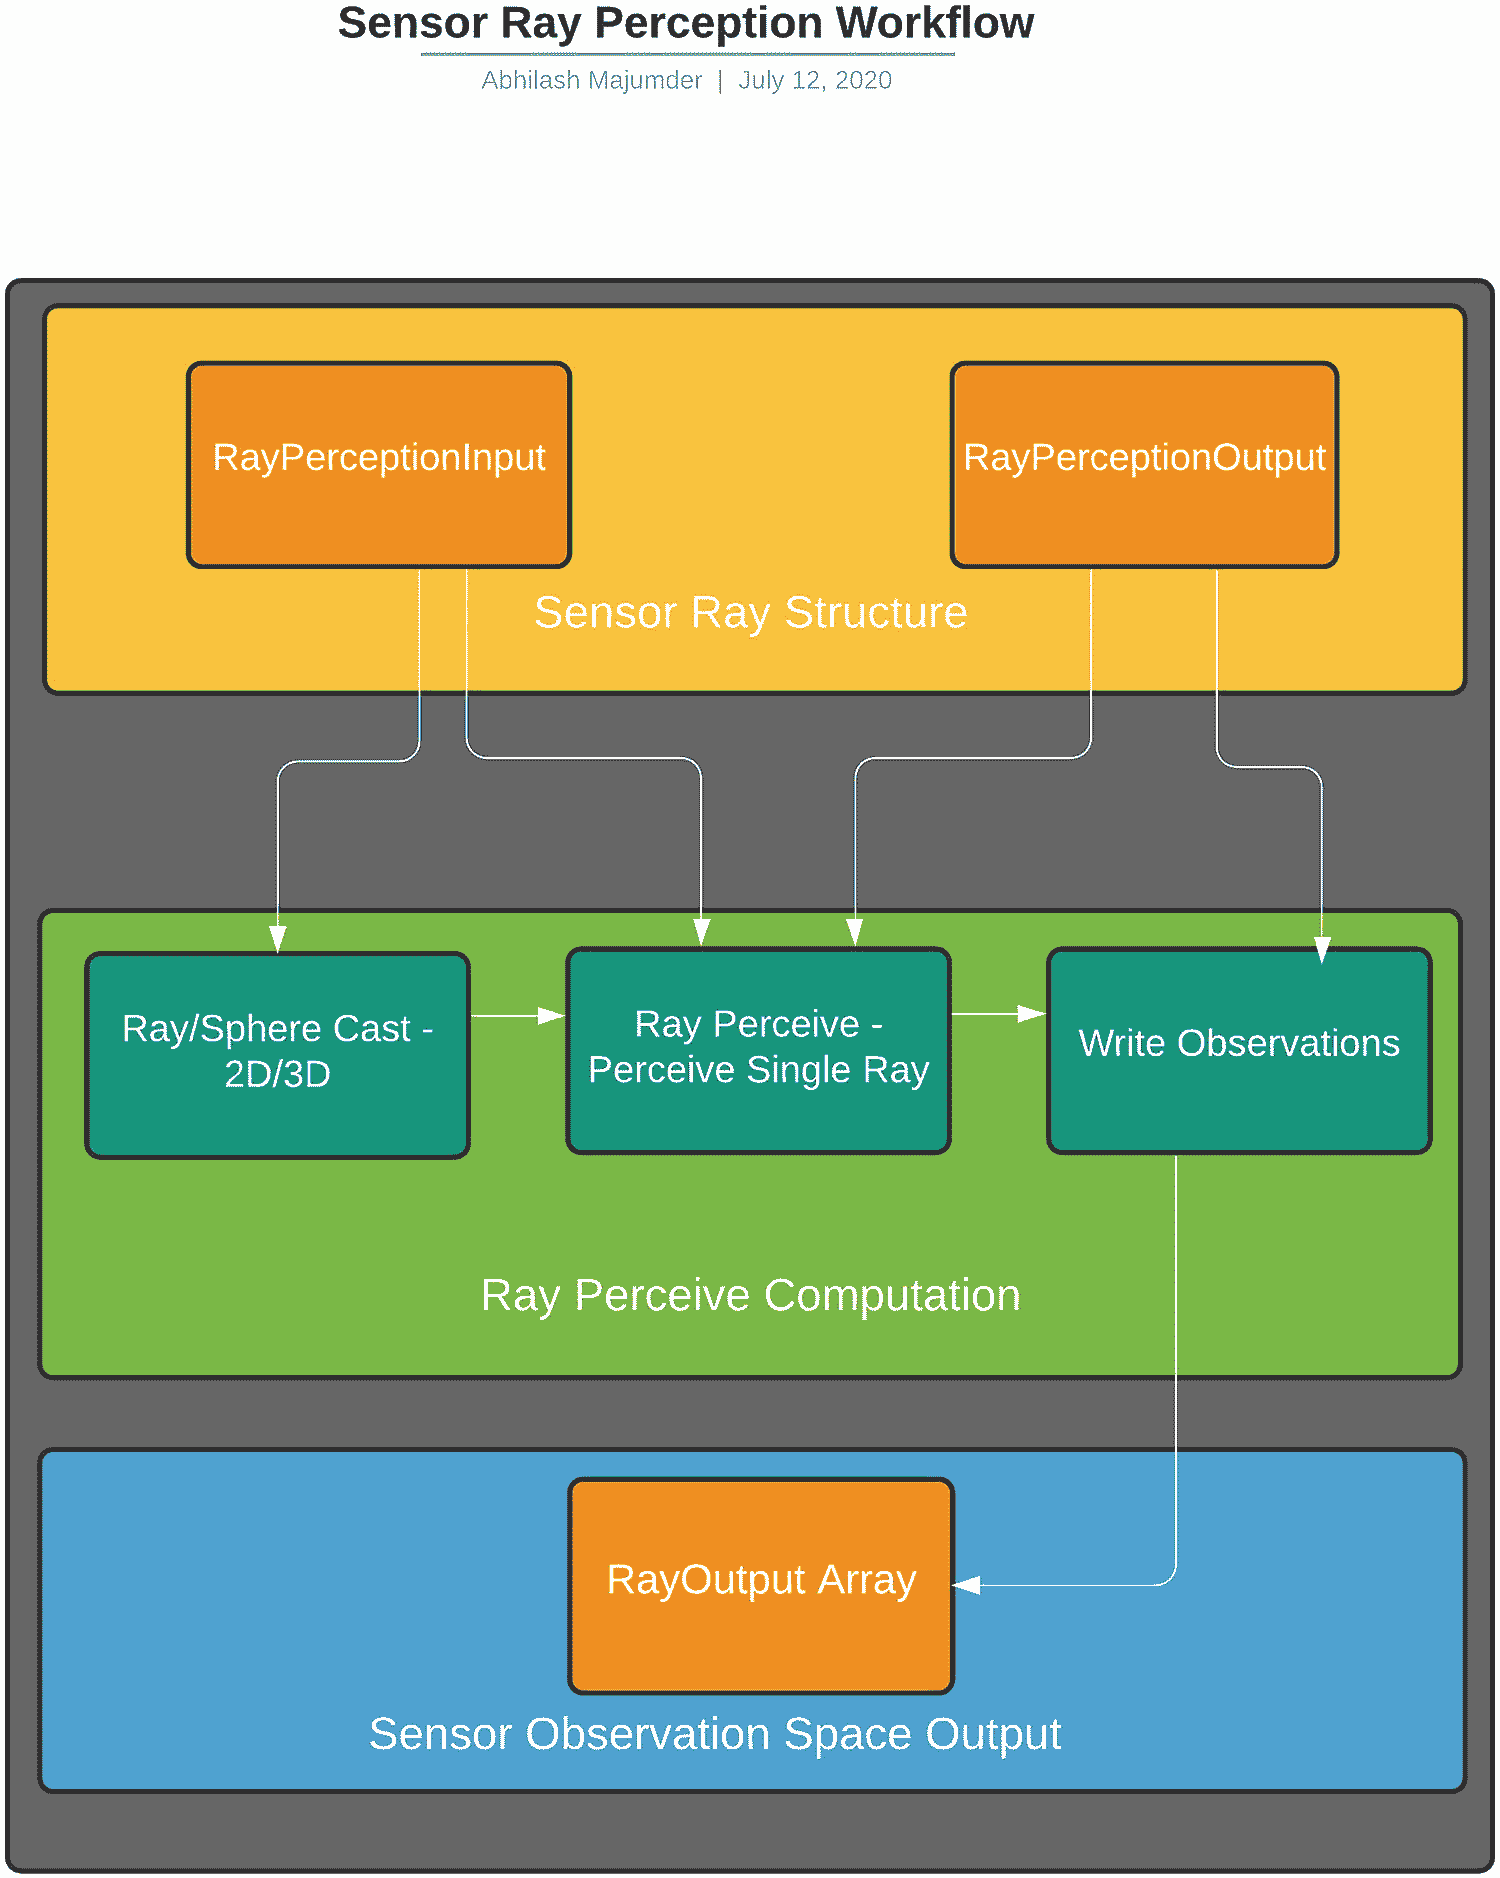 Sensor Ray Perception Workflow
Abhilash Majumder | July 12, 2020
RayPerceptionInput
RayPerceptionOutput
Sensor Ray Structure
Ray/Sphere Cast -
2D/3D
Ray Perceive -
Perceive Single Ray
Write Observations
Ray Perceive Computation
RayOutput Array
Sensor Observation Space Output